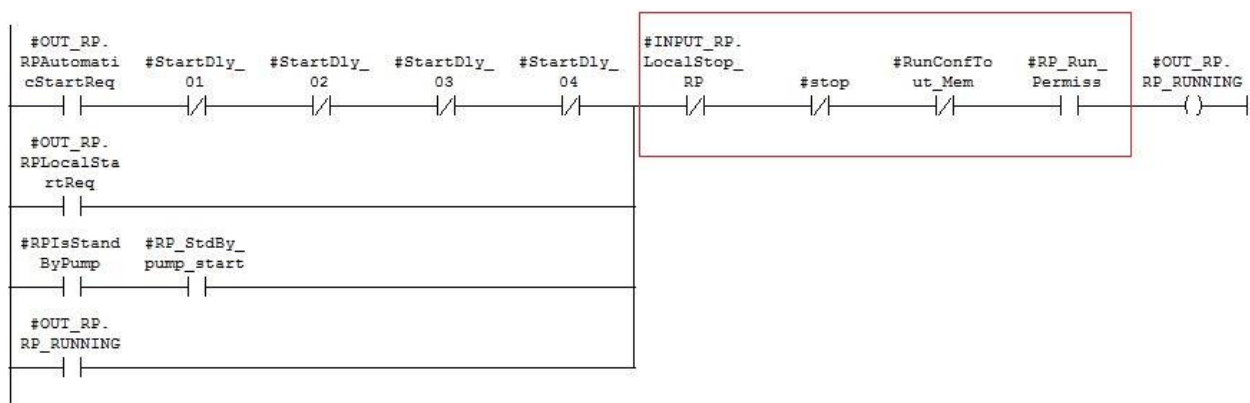 #OUT_RP.
RPAutomati
cStartReq
#StartDly_
01
#StartDly_
02
#StartDly_
03
#StartDly_
04
#INPUT_RP.
LocalStop_
RP
#stop
#RunConfTo
ut_Mem
#RP_Run_
Permiss
#OUT_RP.
RP_RUNNING
#OUT_RP.
RPLocalSta
rtReq
#RPIsStand
ByPump
#RP_StdBy_
pump_start
#OUT_RP.
RP_RUNNING